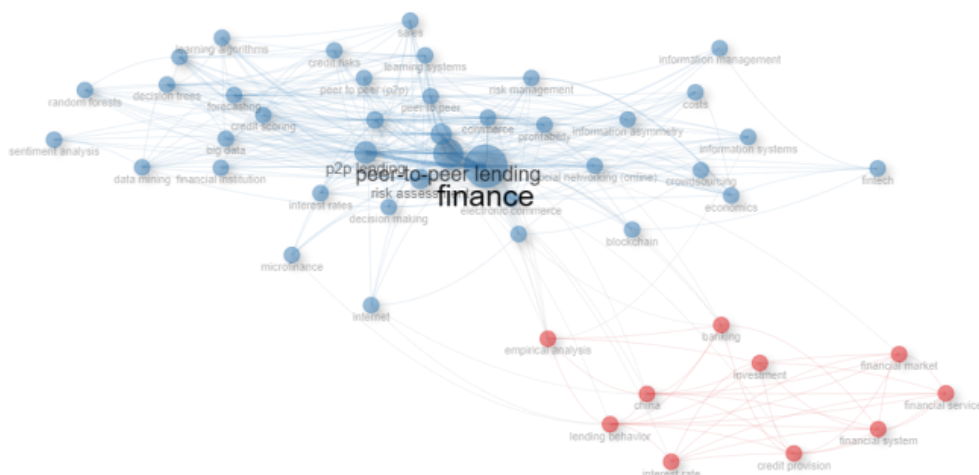 sales
learning algorithms
credit risks
learning systems
information management
random forests
decision trees
peer to peer (p2p)
risk management
forecasting
peer to peer
costs
credit scoring
commerce
profitability
information asymmetry
sentiment analysis
big data
information systems
data mining
financial institution
p2p lending
peer-to-peer lending
social networking (online)
crowdsourcing
fintech
risk assessment
finance
interest rates
decision making
electronic commerce
economics
blockchain
microfinance
internet
empirical analysis
banking
financial market
investment
china
financial service
lending behavior
financial system
credit provision
interest rate